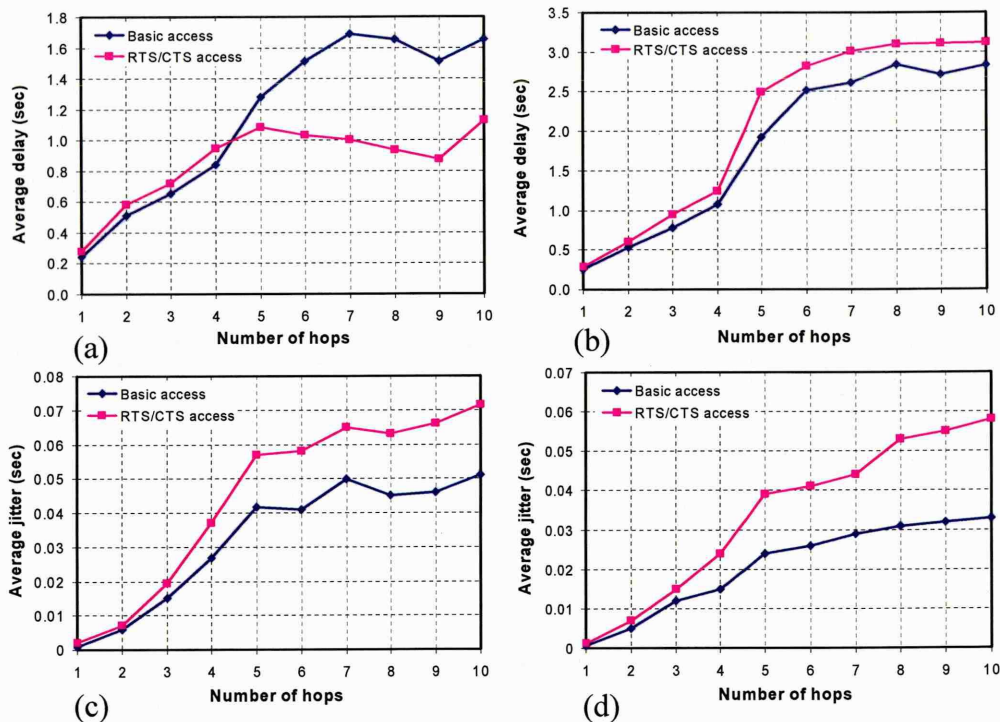 1.8
1.6
1.4
1.2
1.0
0.8
0.6
0.4
0.2
0.0
Average delay (sec)
Basic access
RTS/CTS access
1 2 3 4 5 6 7 8 9 10
Number of hops
(a)
3.5
3.0
2.5
2.0
1.5
1.0
0.5
0.0
Average delay (sec)
Basic access
RTS/CTS access
1 2 3 4 5 6 7 8 9 10
Number of hops
(b)
0.08
0.07
0.06
0.05
0.04
0.03
0.02
0.01
0
Average jitter (sec)
Basic access
RTS/CTS access
1 2 3 4 5 6 7 8 9 10
Number of hops
(c)
0.07
0.06
0.05
0.04
0.03
0.02
0.01
0
Average jitter (sec)
Basic access
RTS/CTS access
1 2 3 4 5 6 7 8 9 10
Number of hops
(d)